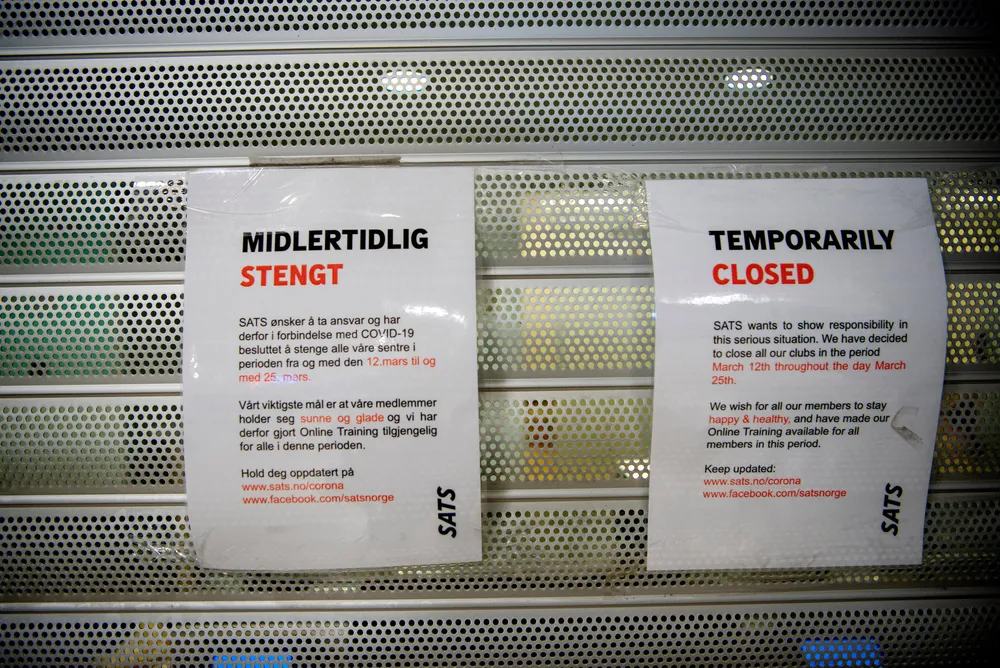 MIDLERTIDLIG
STENGT
SATS ønsker å ta ansvar og har
derfor i forbindelse med COVID-19
besluttet å stenge alle våre sentre i
perioden fra og med den 12.mars til og
med 25. mars.
Vårt viktigste mål er at våre medlemmer
holder seg sunne og glade og vi har
derfor gjort Online Training tilgjengelig
for alle i denne perioden.
Hold deg oppdatert på
www.sats.no/corona
www.facebook.com/satsnorge
SATS
TEMPORARILY
CLOSED
SATS wants to show responsibility in
this serious situation. We have decided
to close all our clubs in the period
March 12th throughout the day March
25th.
We wish for all our members to stay
happy & healthy, and have made our
Online Training available for all
members in this period.
Keep updated:
www.sats.no/corona
www.facebook.com/satsnorge
SATS